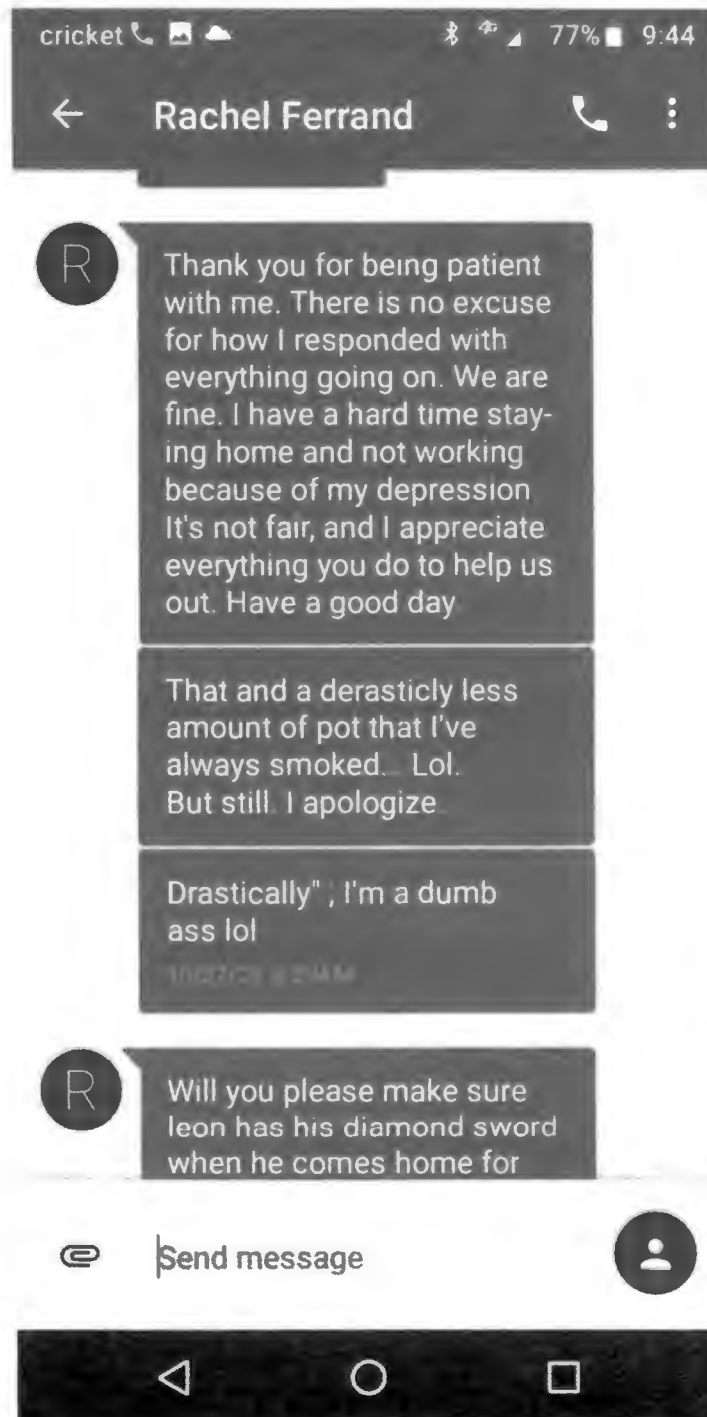 cricket 4G 77% 9:44
Rachel Ferrand
R
Thank you for being patient
with me. There is no excuse
for how I responded with
everything going on. We are
fine. I have a hard time stay-
ing home and not working
because of my depression
It's not fair, and I appreciate
everything you do to help us
out. Have a good day
That and a derasticly less
amount of pot that I've
always smoked... Lol.
But still. I apologize
Drastically" , I'm a dumb
ass lol
R
Will you please make sure
leon has his diamond sword
when he comes home for
Send message